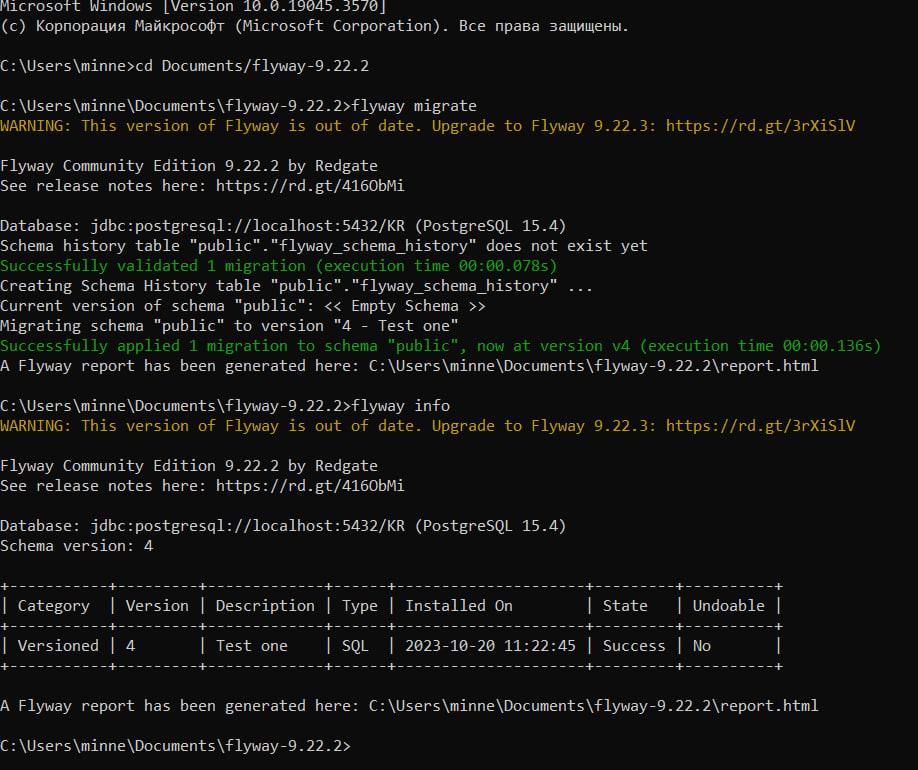 Microsoft Windows [Version 10.0.19045.3570]
(c) Корпорация Майкрософт (Microsoft Corporation). Все права защищены.
C:\Users\minne>cd Documents/flyway-9.22.2
C:\Users\minne\Documents\flyway-9.22.2>flyway migrate
WARNING: This version of Flyway is out of date. Upgrade to Flyway 9.22.3: https://rd.gt/3rXiSlV
Flyway Community Edition 9.22.2 by Redgate
See release notes here: https://rd.gt/416ObMi
Database: jdbc:postgresql://localhost:5432/KR (PostgreSQL 15.4)
Schema history table "public"."flyway_schema_history" does not exist yet
Successfully validated 1 migration (execution time 00:00.078s)
Creating Schema History table "public"."flyway_schema_history" ...
Current version of schema "public": << Empty Schema >>
Migrating schema "public" to version "4 - Test one"
Successfully applied 1 migration to schema "public", now at version v4 (execution time 00:00.136s)
A Flyway report has been generated here: C:\Users\minne\Documents\flyway-9.22.2\report.html
C:\Users\minne\Documents\flyway-9.22.2>flyway info
WARNING: This version of Flyway is out of date. Upgrade to Flyway 9.22.3: https://rd.gt/3rXiSlV
Flyway Community Edition 9.22.2 by Redgate
See release notes here: https://rd.gt/416ObMi
Database: jdbc:postgresql://localhost:5432/KR (PostgreSQL 15.4)
Schema version: 4
+-----------+---------+-------------+------+---------------------+---------+----------+
| Category  | Version | Description | Type | Installed On        | State   | Undoable |
+-----------+---------+-------------+------+---------------------+---------+----------+
| Versioned | 4       | Test one    | SQL  | 2023-10-20 11:22:45 | Success | No       |
+-----------+---------+-------------+------+---------------------+---------+----------+
A Flyway report has been generated here: C:\Users\minne\Documents\flyway-9.22.2\report.html
C:\Users\minne\Documents\flyway-9.22.2>